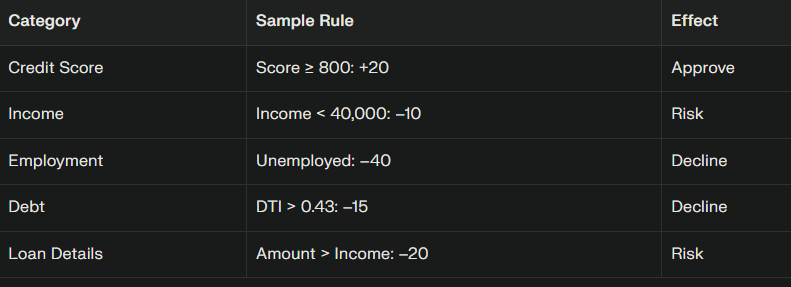 Category Sample Rule Effect
Credit Score Score ≥ 800: +20 Approve
Income Income < 40,000: −10 Risk
Employment Unemployed: −40 Decline
Debt DTI > 0.43: −15 Decline
Loan Details Amount > Income: −20 Risk